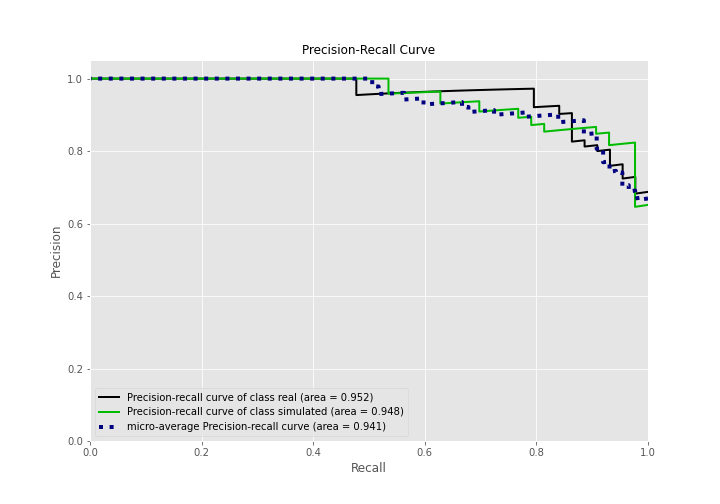 Precision-Recall Curve
1.0
0.8
0.6
0.4
0.2
0.0
Precision
Precision-recall curve of class real (area = 0.952)
Precision-recall curve of class simulated (area = 0.948)
micro-average Precision-recall curve (area = 0.941)
0.0 0.2 0.4 0.6 0.8 1.0
Recall